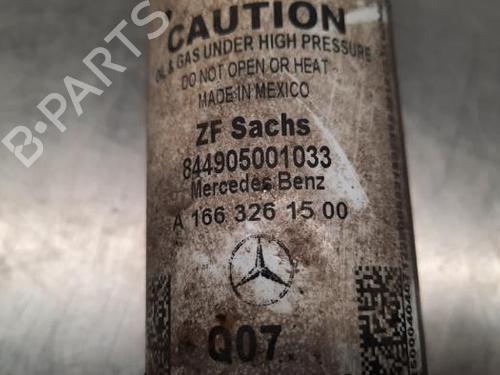 CAUTION
OIL & GAS UNDER HIGH PRESSURE
DO NOT OPEN OR HEAT
MADE IN MEXICO
ZF Sachs
844905001033
Mercedes Benz
A 166 326 15 00
Q07